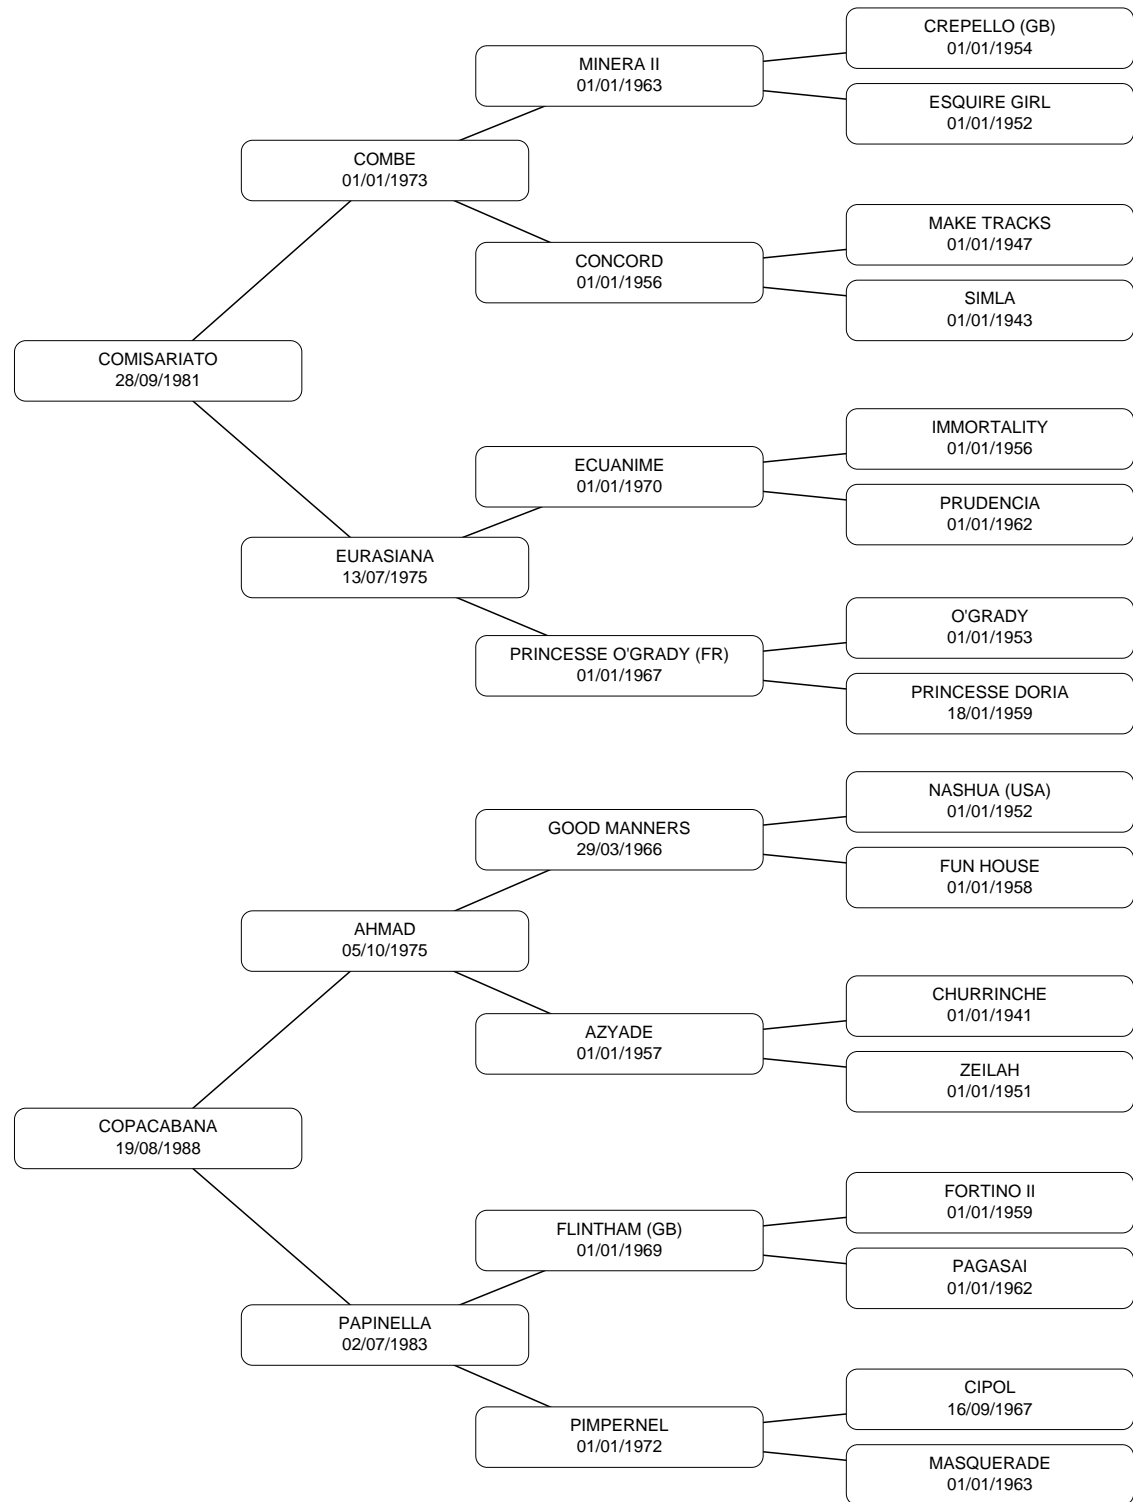 CREPELLO (GB)
01/01/1954
MINERA II
01/01/1963
ESQUIRE GIRL
01/01/1952
COMBE
01/01/1973
MAKE TRACKS
01/01/1947
CONCORD
01/01/1956
SIMLA
01/01/1943
COMISARIATO
28/09/1981
IMMORTALITY
01/01/1956
ECUANIME
01/01/1970
PRUDENCIA
01/01/1962
EURASIANA
13/07/1975
O'GRADY
01/01/1953
PRINCESSE O'GRADY (FR)
01/01/1967
PRINCESSE DORIA
18/01/1959
NASHUA (USA)
01/01/1952
GOOD MANNERS
29/03/1966
FUN HOUSE
01/01/1958
AHMAD
05/10/1975
CHURRINCHE
01/01/1941
AZYADE
01/01/1957
ZEILAH
01/01/1951
COPACABANA
19/08/1988
FORTINO II
01/01/1959
FLINTHAM (GB)
01/01/1969
PAGASAI
01/01/1962
PAPINELLA
02/07/1983
CIPOL
16/09/1967
PIMPERNEL
01/01/1972
MASQUERADE
01/01/1963